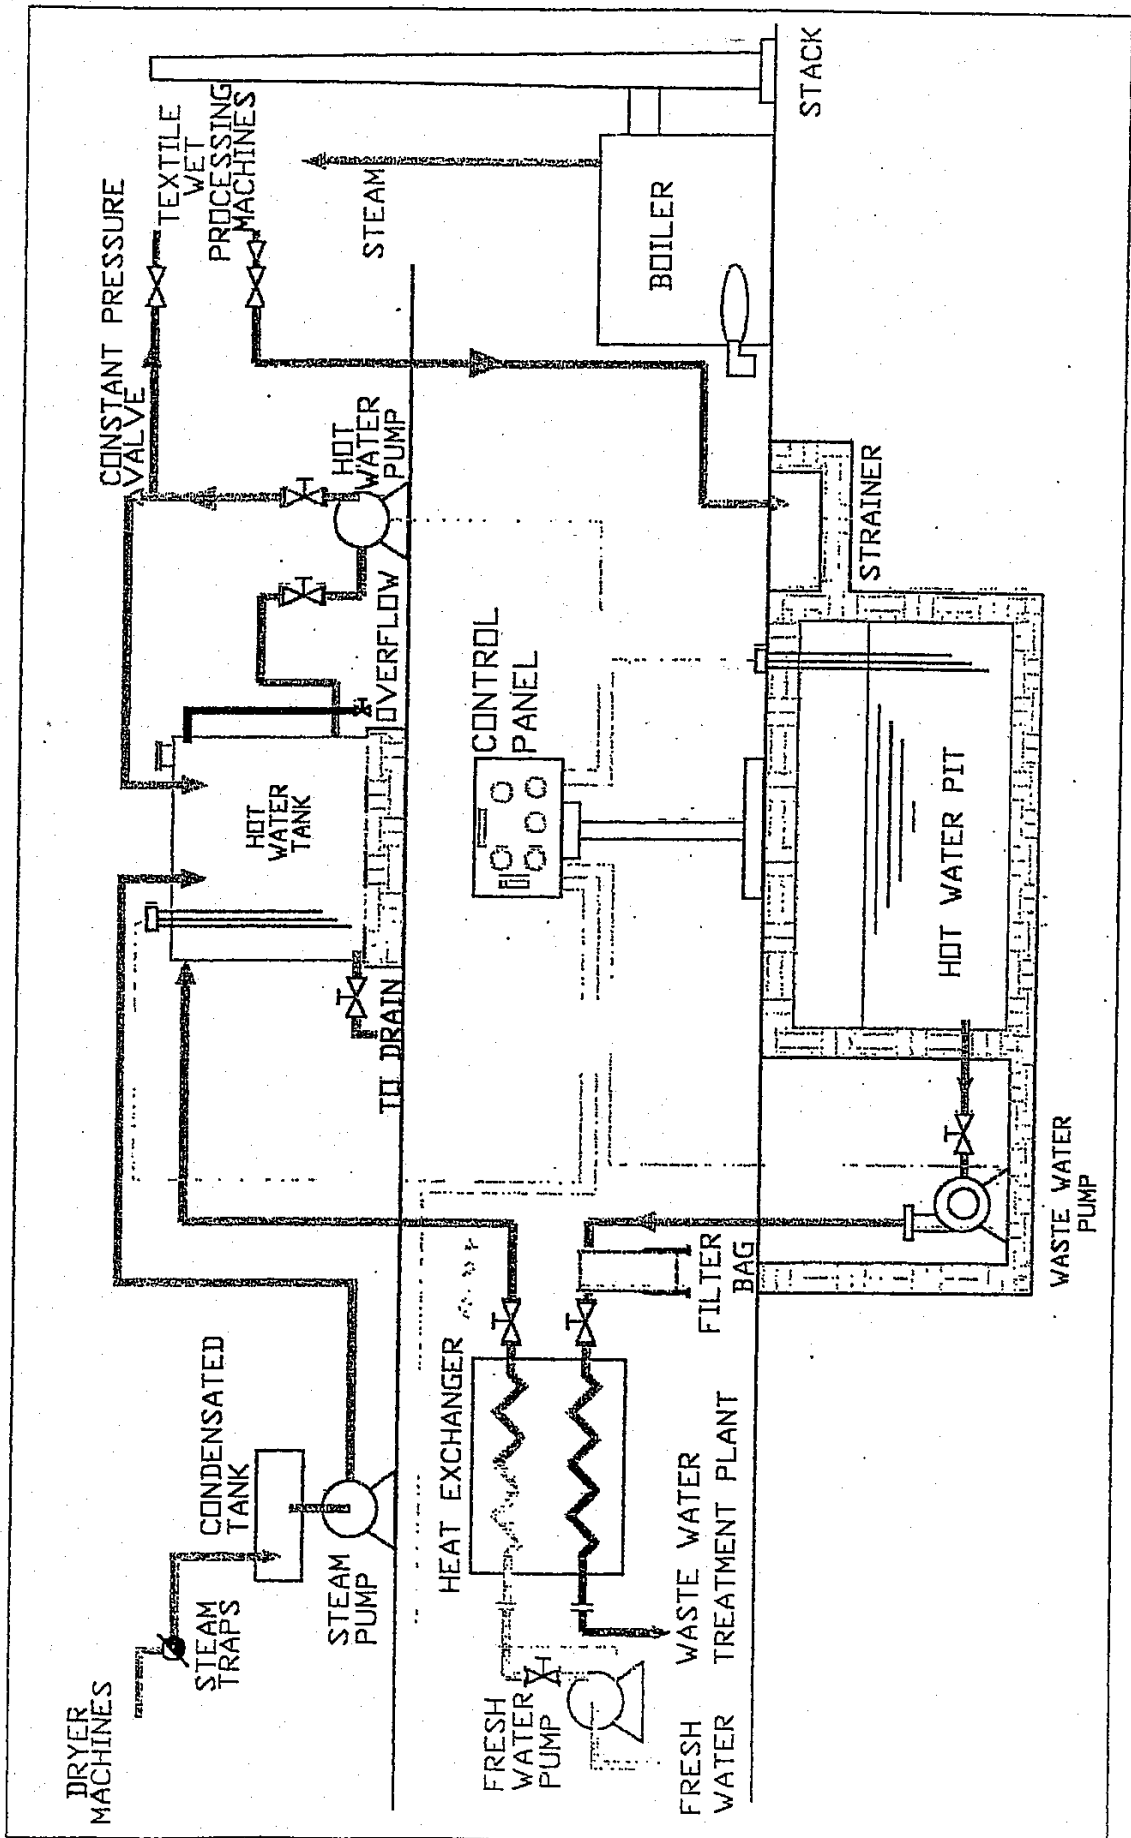 DRYER
MACHINES
STEAM
TRAPS
CONDENSATED
TANK
STEAM
PUMP
TO DRAIN
HOT
WATER
TANK
OVERFLOW
CONSTANT PRESSURE
VALVE
HOT
WATER
PUMP
TEXTILE
WET
PROCESSING
MACHINES
STEAM
FRESH
WATER
PUMP
HEAT EXCHANGER
FILTER
BAG
CONTROL
PANEL
BOILER
STACK
FRESH
WATER
WASTE WATER
TREATMENT PLANT
WASTE WATER
PUMP
HOT WATER PIT
STRAINER